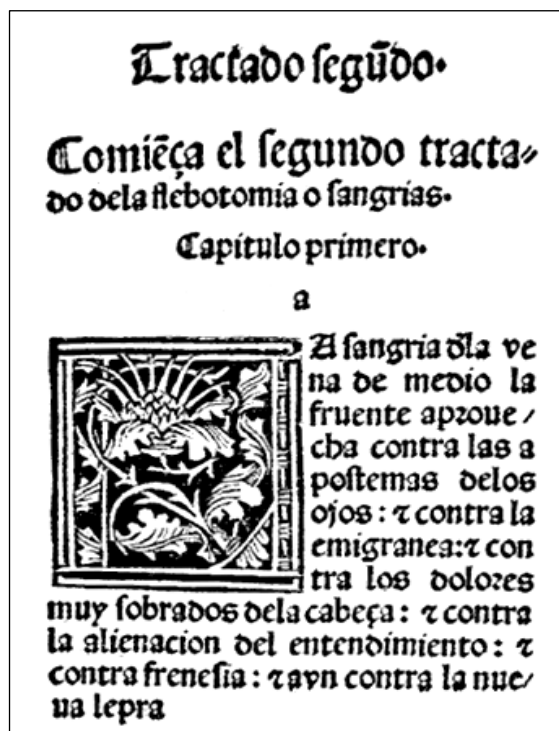 Tractado ſegũdo.
Comiẽça el ſegundo tracta⸗
do dela flebotomia o ſangrias.
Capitulo primero.
a
LA ſangria đla ve
na de medio la
fruente aproue⸝
cha contra las a
poſtemas delos
ojos : ⁊ contra la
emigranea:⁊ con
tra los dolores
muy ſobrados dela cabeça : ⁊ contra
la alienacion del entendimiento : ⁊
contra freneſia : ⁊ avn contra la nue⸝
ua lepra